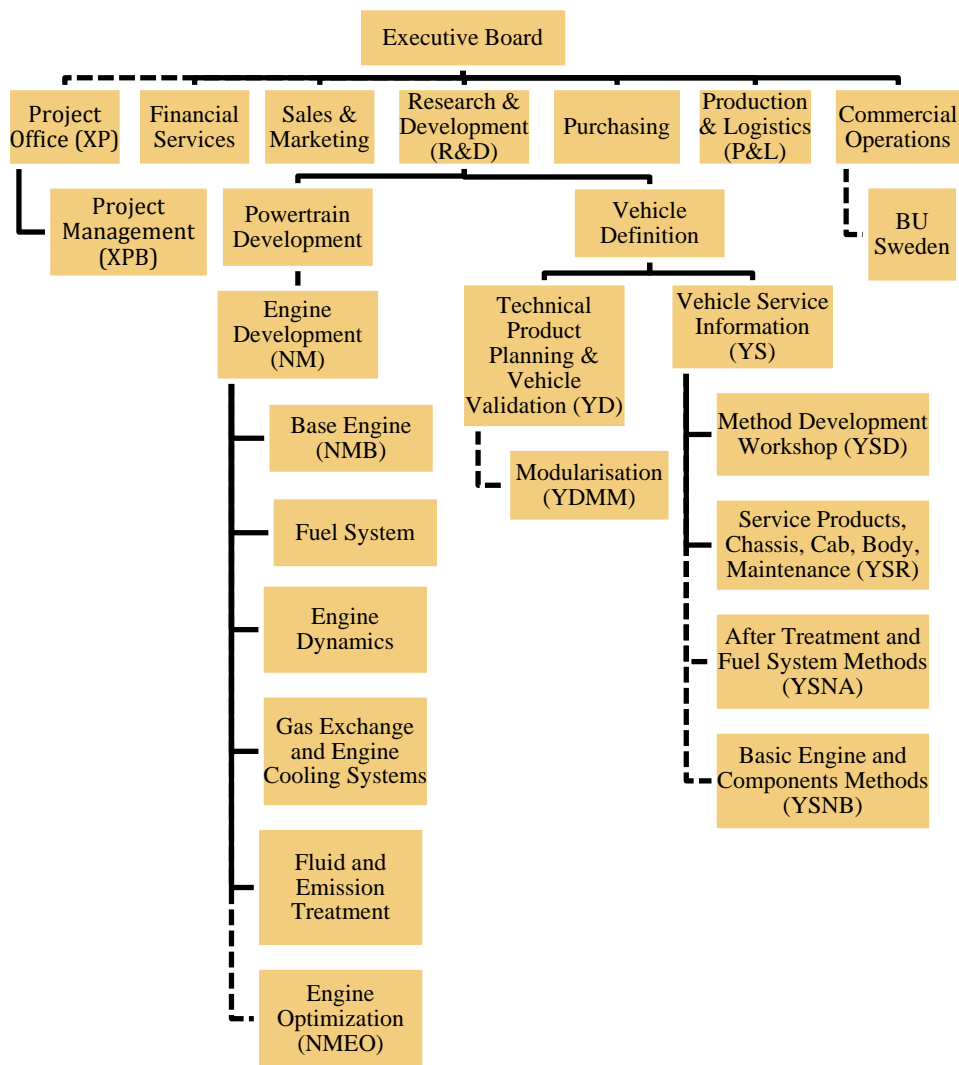 Executive Board
Project
Office (XP)
Financial
Services
Sales &
Marketing
Research &
Development
(R&D)
Purchasing
Production
& Logistics
(P&L)
Commercial
Operations
Project
Management
(XPB)
Powertrain
Development
Vehicle
Definition
BU
Sweden
Engine
Development
(NM)
Technical
Product
Planning &
Vehicle
Validation (YD)
Vehicle Service
Information
(YS)
Base Engine
(NMB)
Fuel System
Engine
Dynamics
Gas Exchange
and Engine
Cooling Systems
Fluid and
Emission
Treatment
Engine
Optimization
(NMEO)
Modularisation
(YDMM)
Method Development
Workshop (YSD)
Service Products,
Chassis, Cab, Body,
Maintenance (YSR)
After Treatment and
Fuel System Methods
(YSNA)
Basic Engine and
Components Methods
(YSNB)